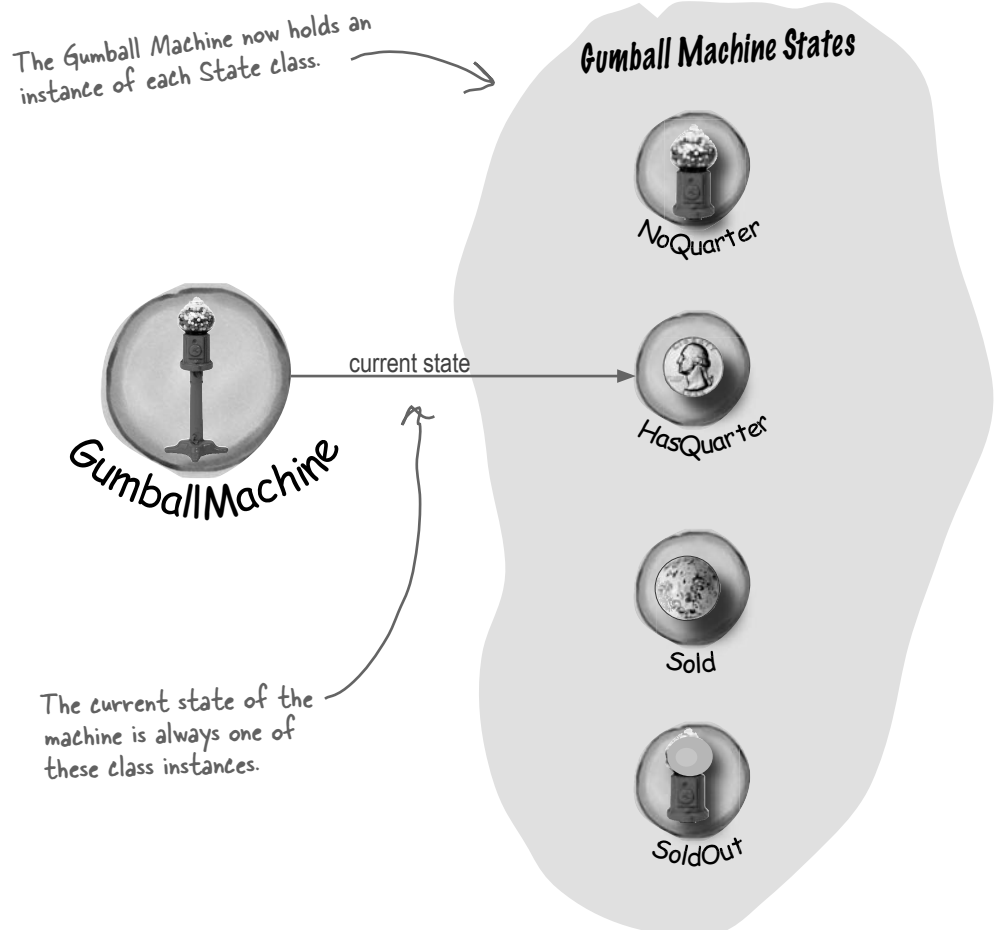 The Gumball Machine now holds an
instance of each State class.
Gumball Machine States
NoQuarter
current state
HasQuarter
GumballMachine
Sold
The current state of the
machine is always one of
these class instances.
SoldOut